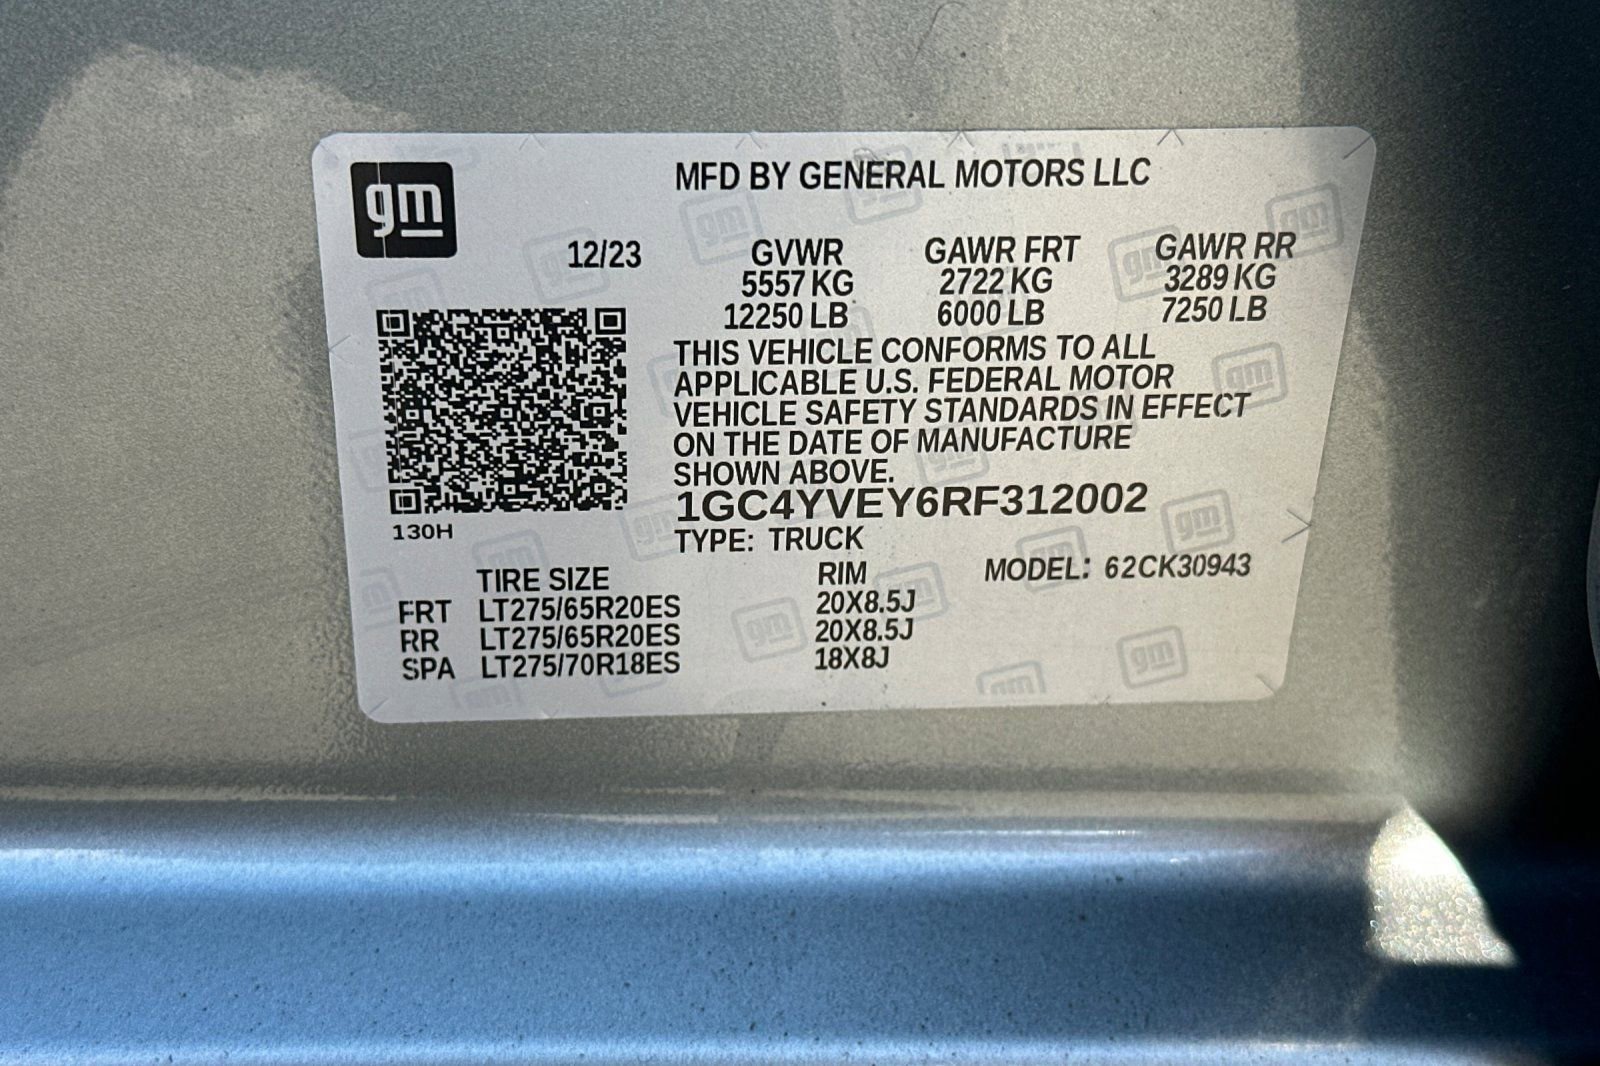 gm
MFD BY GENERAL MOTORS LLC
12/23 GVWR GAWR FRT GAWR RR
5557 KG 2722 KG 3289 KG
12250 LB 6000 LB 7250 LB
THIS VEHICLE CONFORMS TO ALL
APPLICABLE U.S. FEDERAL MOTOR
VEHICLE SAFETY STANDARDS IN EFFECT
ON THE DATE OF MANUFACTURE
SHOWN ABOVE.
1GC4YVEY6RF312002
130H
TYPE: TRUCK
TIRE SIZE RIM MODEL: 62CK30943
FRT LT275/65R20ES 20X8.5J
RR LT275/65R20ES 20X8.5J
SPA LT275/70R18ES 18X8J